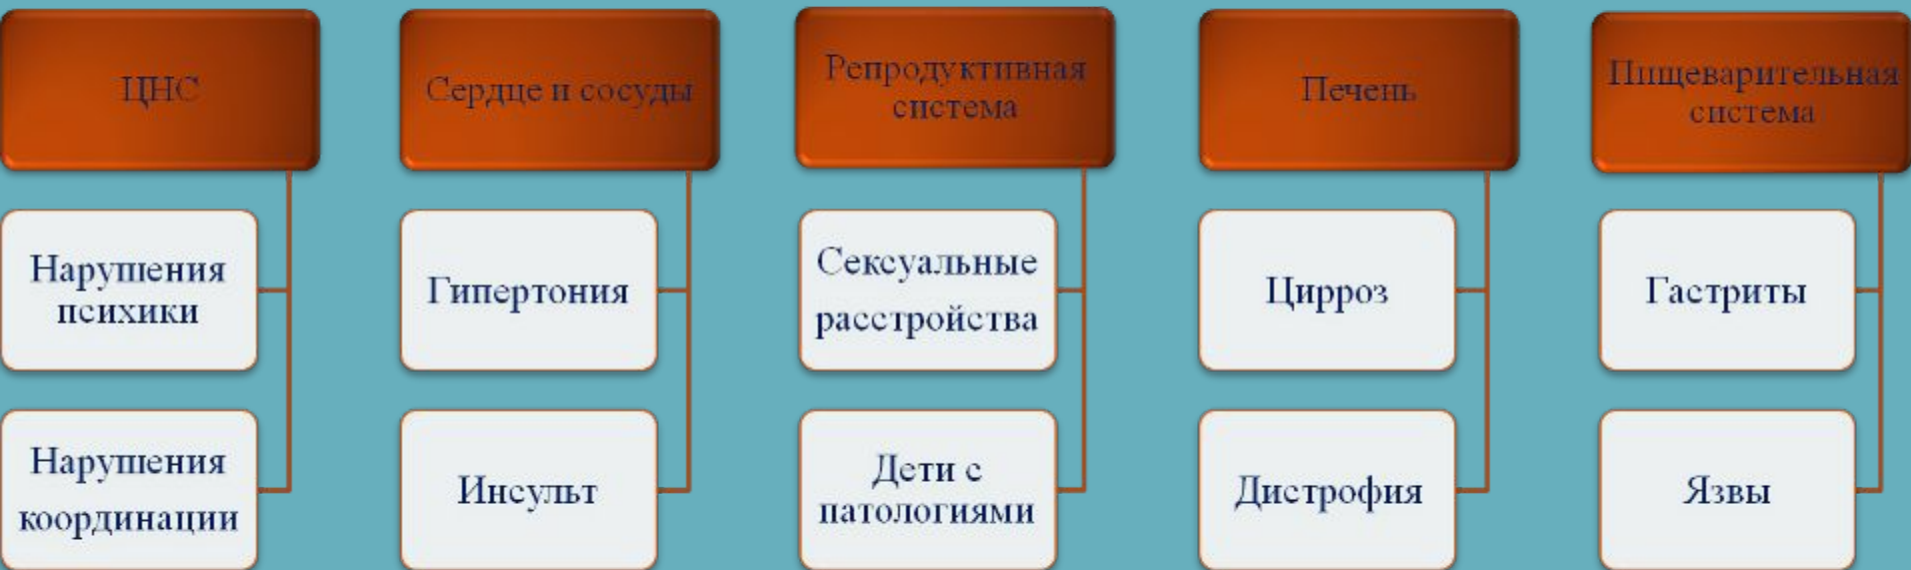 ЦНС
Нарушения
психики
Нарушения
координации
Сердце и сосуды
Гипертония
Инсульт
Репродуктивная
система
Сексуальные
расстройства
Дети с
патологиями
Печень
Цирроз
Дистрофия
Пищеварительная
система
Гастриты
Язвы